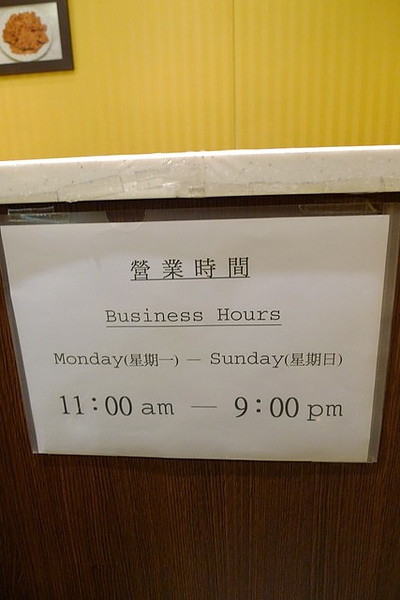 營業時間
Business Hours
Monday(星期一) — Sunday(星期日)
11:00 am — 9:00 pm